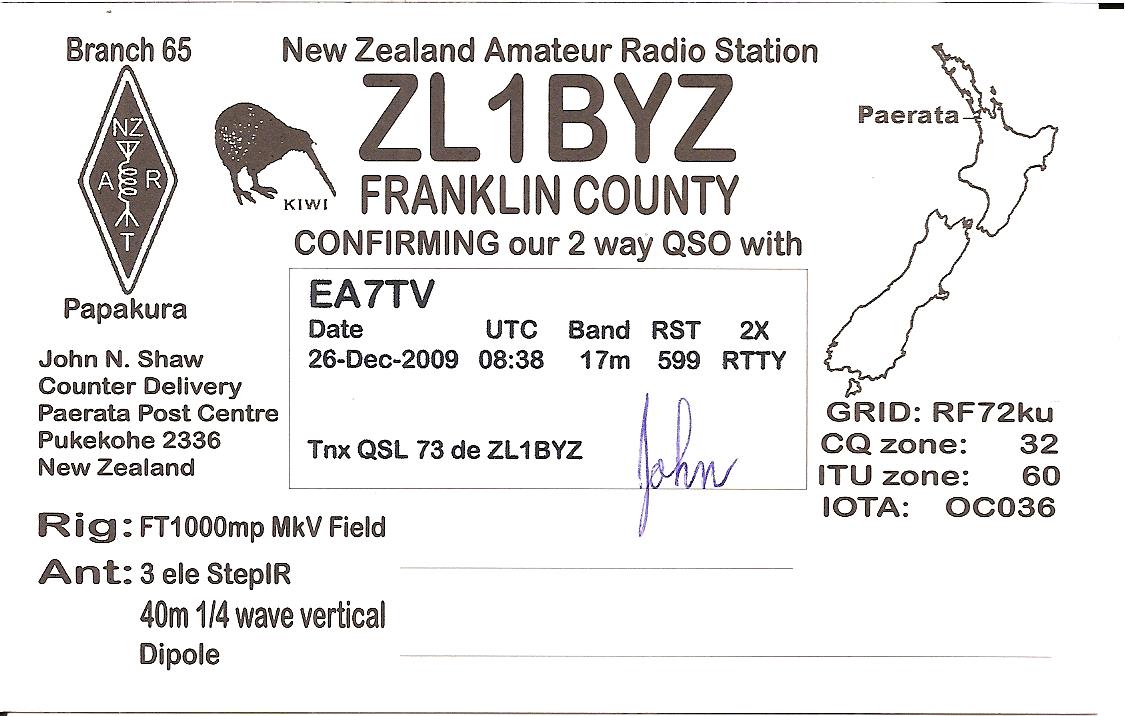 Branch 65
NZ
A R
T
Papakura
New Zealand Amateur Radio Station
ZL1BYZ
KIWI
FRANKLIN COUNTY
CONFIRMING our 2 way QSO with
Paerata
EA7TV
Date UTC Band RST 2X
26-Dec-2009 08:38 17m 599 RTTY
Tnx QSL 73 de ZL1BYZ
John
John N. Shaw
Counter Delivery
Paerata Post Centre
Pukekohe 2336
New Zealand
GRID: RF72ku
CQ zone: 32
ITU zone: 60
IOTA: OC036
Rig: FT1000mp MkV Field
Ant: 3 ele StepIR
40m 1/4 wave vertical
Dipole